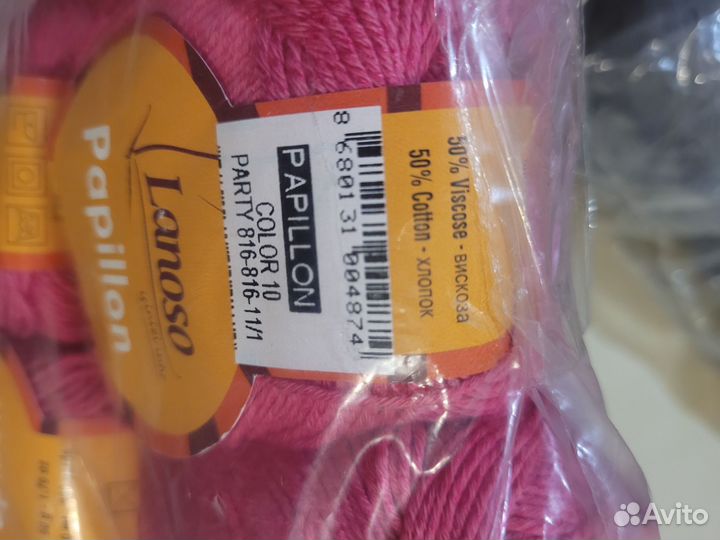 Lanoso
papillon
PAPILLON
COLOR 10
PARTY 816-816-11/1
8 680131 004874
50% Viscose - вискоза
50% Cotton - хлопок
Avito